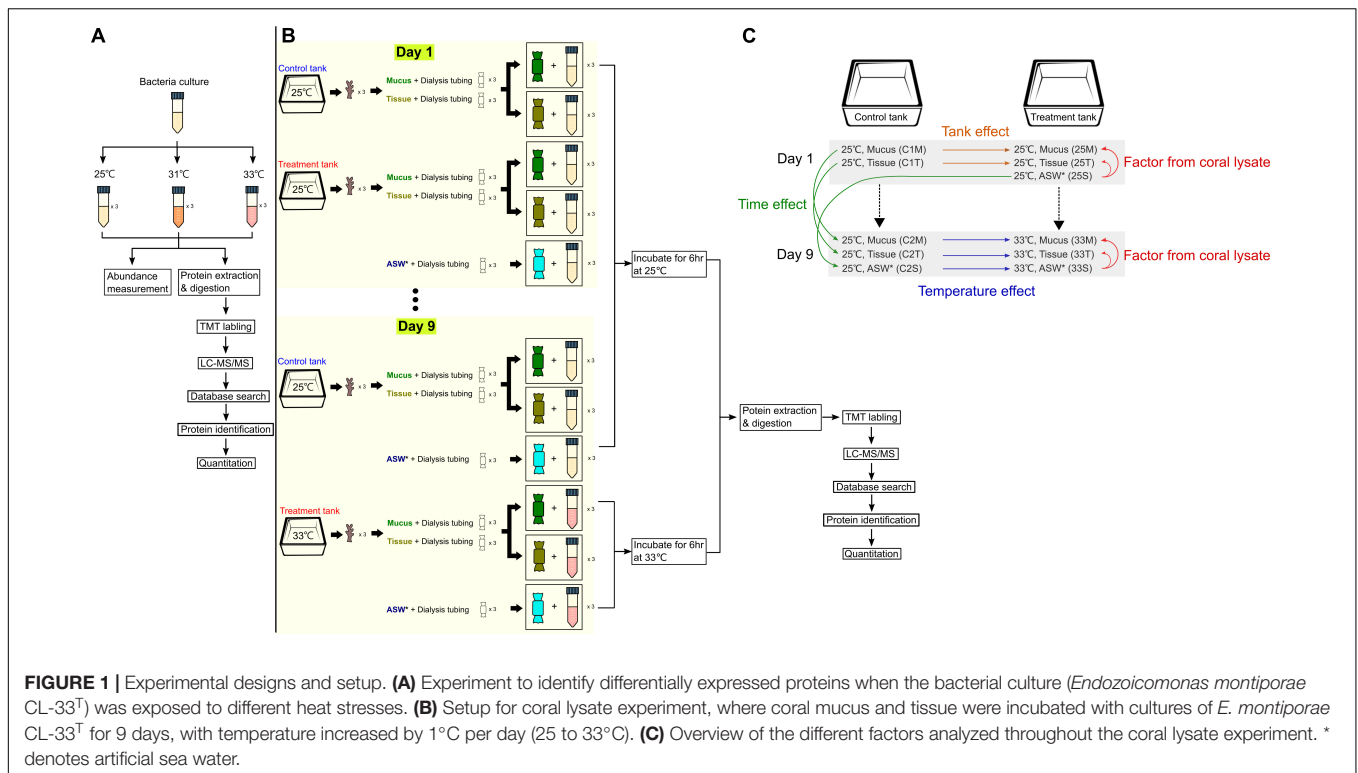 A
Bacteria culture
25℃ 31℃ 33℃
x 3 x 3 x 3
Abundance
measurement
Protein extraction
& digestion
TMT labling
LC-MS/MS
Database search
Protein identification
Quantitation
B
Day 1
Control tank
25℃
x 3
Mucus + Dialysis tubing x 3
Tissue + Dialysis tubing x 3
+
+
x 3
Treatment tank
25℃
x 3
Mucus + Dialysis tubing x 3
Tissue + Dialysis tubing x 3
+
+
x 3
ASW* + Dialysis tubing x 3
+
x 3
Day 9
Control tank
25℃
x 3
Mucus + Dialysis tubing x 3
Tissue + Dialysis tubing x 3
+
+
x 3
ASW* + Dialysis tubing x 3
+
x 3
Treatment tank
33℃
x 3
Mucus + Dialysis tubing x 3
Tissue + Dialysis tubing x 3
+
+
x 3
ASW* + Dialysis tubing x 3
+
x 3
Incubate for 6hr
at 25℃
Incubate for 6hr
at 33℃
Potein extraction
& digestion
TMT labling
LC-MS/MS
Database search
Protein identification
Quantitation
C
Control tank Treatment tank
Tank effect
Day 1
25℃, Mucus (C1M) 25℃, Mucus (25M)
25℃, Tissue (C1T) 25℃, Tissue (25T)
25℃, ASW* (25S)
Factor from coral lysate
Time effect
Day 9
25℃, Mucus (C2M) 33℃, Mucus (33M)
25℃, Tissue (C2T) 33℃, Tissue (33T)
25℃, ASW* (C2S) 33℃, ASW* (33S)
Factor from coral lysate
Temperature effect
FIGURE 1 | Experimental designs and setup. (A) Experiment to identify differentially expressed proteins when the bacterial culture (Endozoicomonas montiporae
CL-33T) was exposed to different heat stresses. (B) Setup for coral lysate experiment, where coral mucus and tissue were incubated with cultures of E. montiporae
CL-33T for 9 days, with temperature increased by 1°C per day (25 to 33°C). (C) Overview of the different factors analyzed throughout the coral lysate experiment. *
denotes artificial sea water.